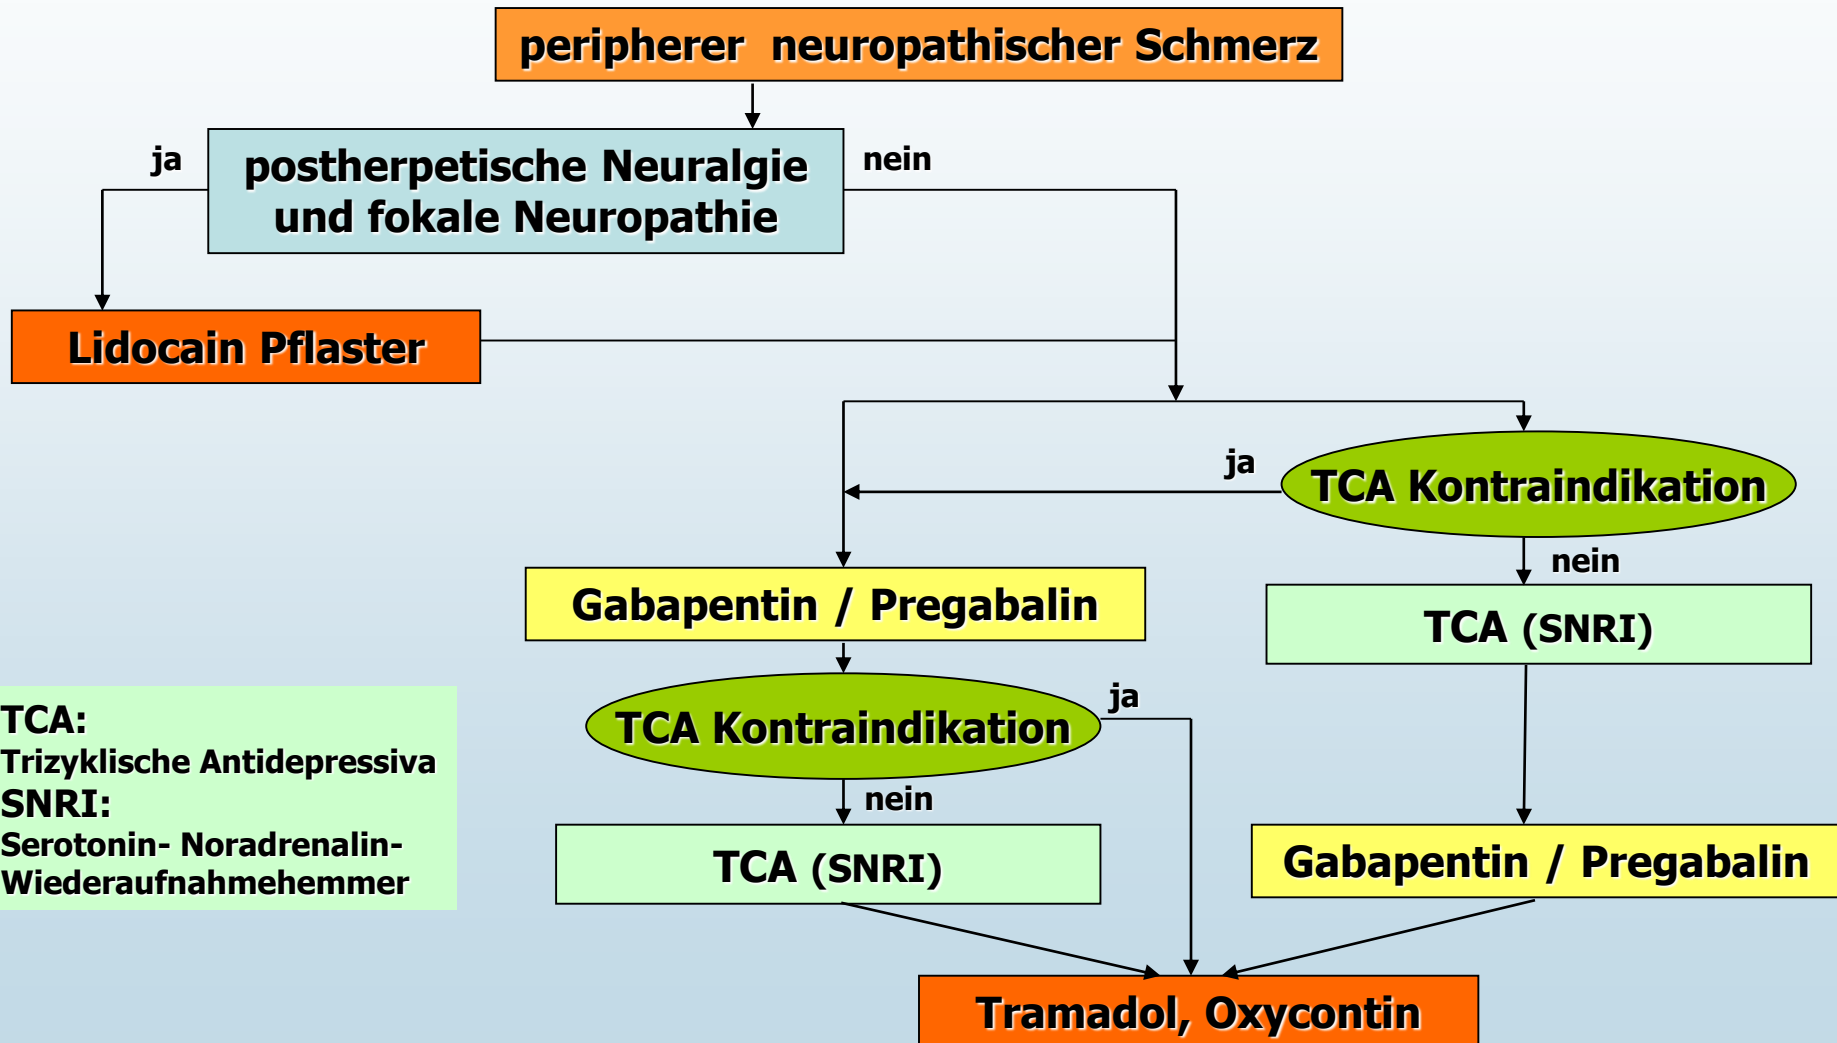 peripherer neuropathischer Schmerz
ja
postherpetische Neuralgie
und fokale Neuropathie
nein
Lidocain Pflaster
ja
TCA Kontraindikation
nein
Gabapentin / Pregabalin
TCA (SNRI)
TCA Kontraindikation
ja
nein
TCA (SNRI)
Gabapentin / Pregabalin
Tramadol, Oxycontin
TCA:
Trizyklische Antidepressiva
SNRI:
Serotonin- Noradrenalin-
Wiederaufnahmehemmer